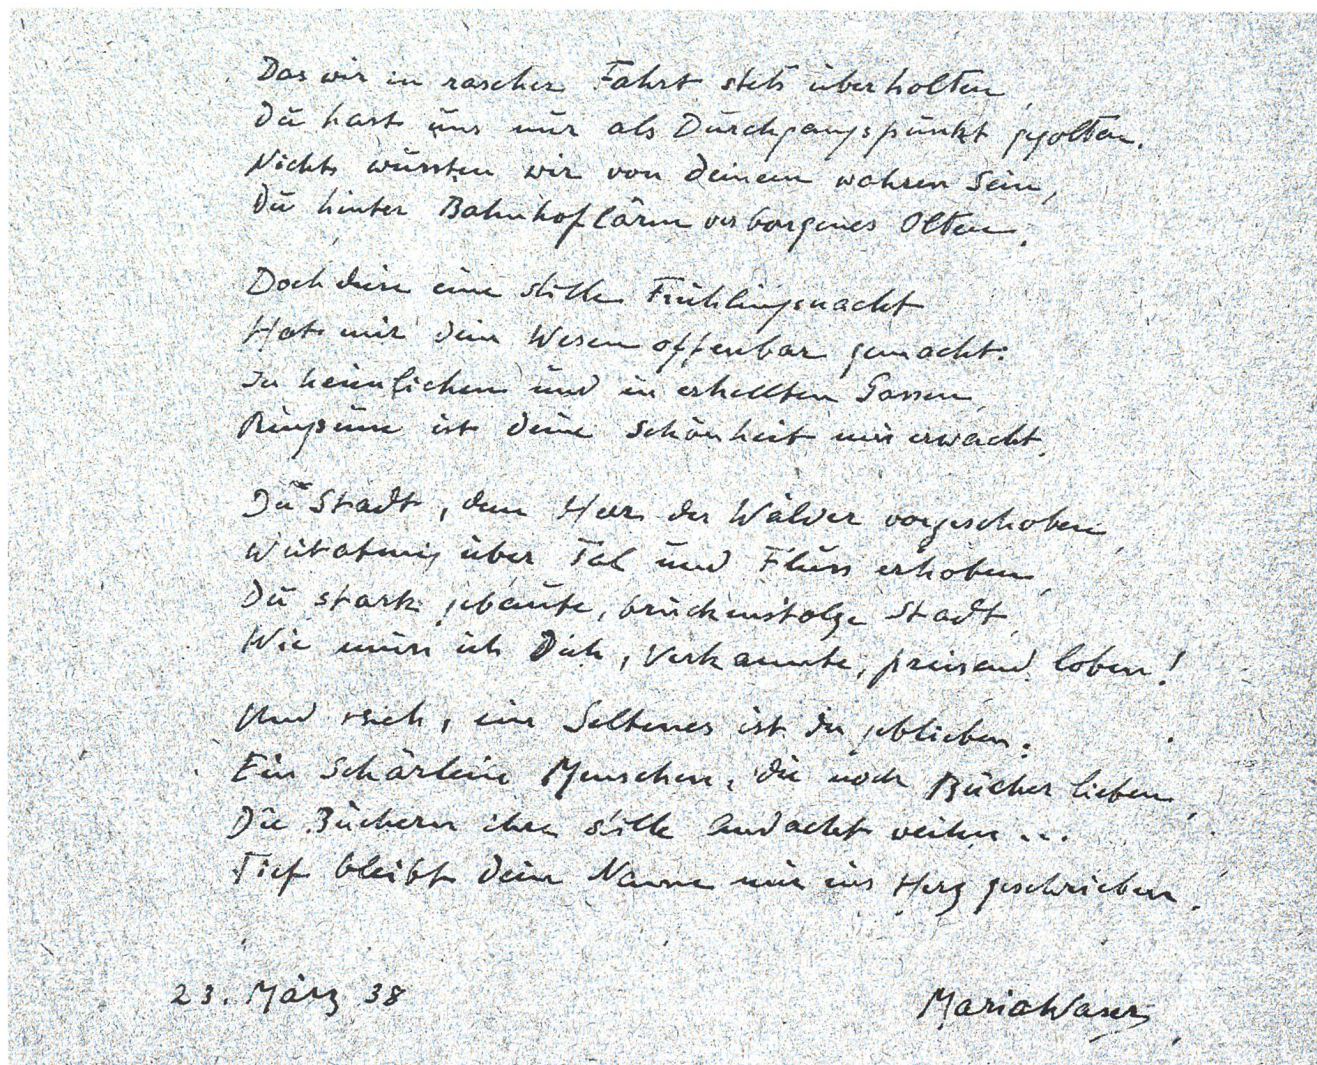 Das wir in rascher Fahrt stets überholten,
Du hast uns nur als Durchgangspunkt gegolten.
Nichts wussten wir von deinem wahren Sein,
Du hinter Bahnhoflärm verborgenes Olten.
Doch diese eine stille Frühlingsnacht
Hat mir dein Wesen offenbar gemacht:
In heimlichen und in erhellten Gassen,
Ringsum ist deine Schönheit mir erwacht.
Du Stadt, dem Heer der Wälder vorgeschoben,
Weitatmig über Tal und Fluss erhoben,
Du stark gebaute, brückenstolze Stadt,
Wie muss ich Dich, Verkannte, preisend loben!
Und reich, ein Seltenes ist dir geblieben:
Ein Schärlein Menschen, die noch Bücher lieben,
Die Büchern ihre stille Andacht weihn ...
Tief bleibt dein Name mir ins Herz geschrieben.
23. März 38
Maria Waser